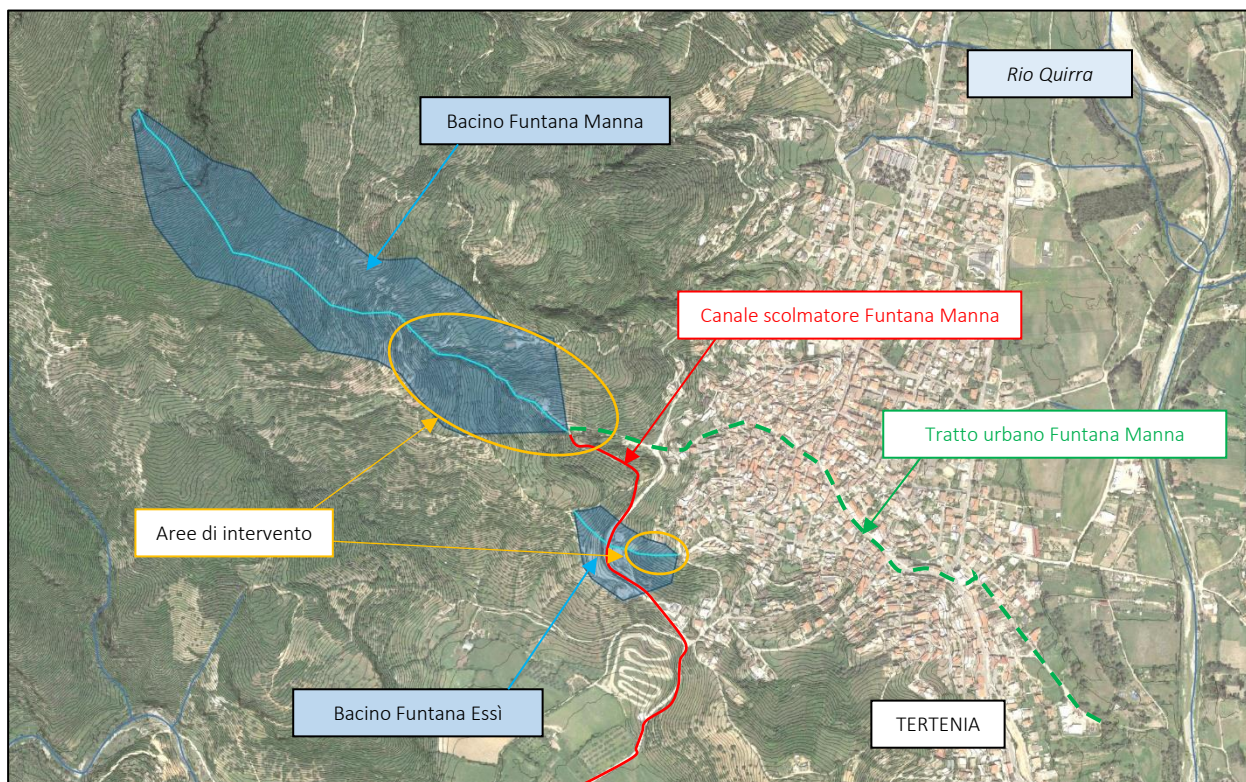 Rio Quirra
Bacino Funtana Manna
Canale scolmatore Funtana Manna
Tratto urbano Funtana Manna
Aree di intervento
Bacino Funtana Essì
TERTENIA